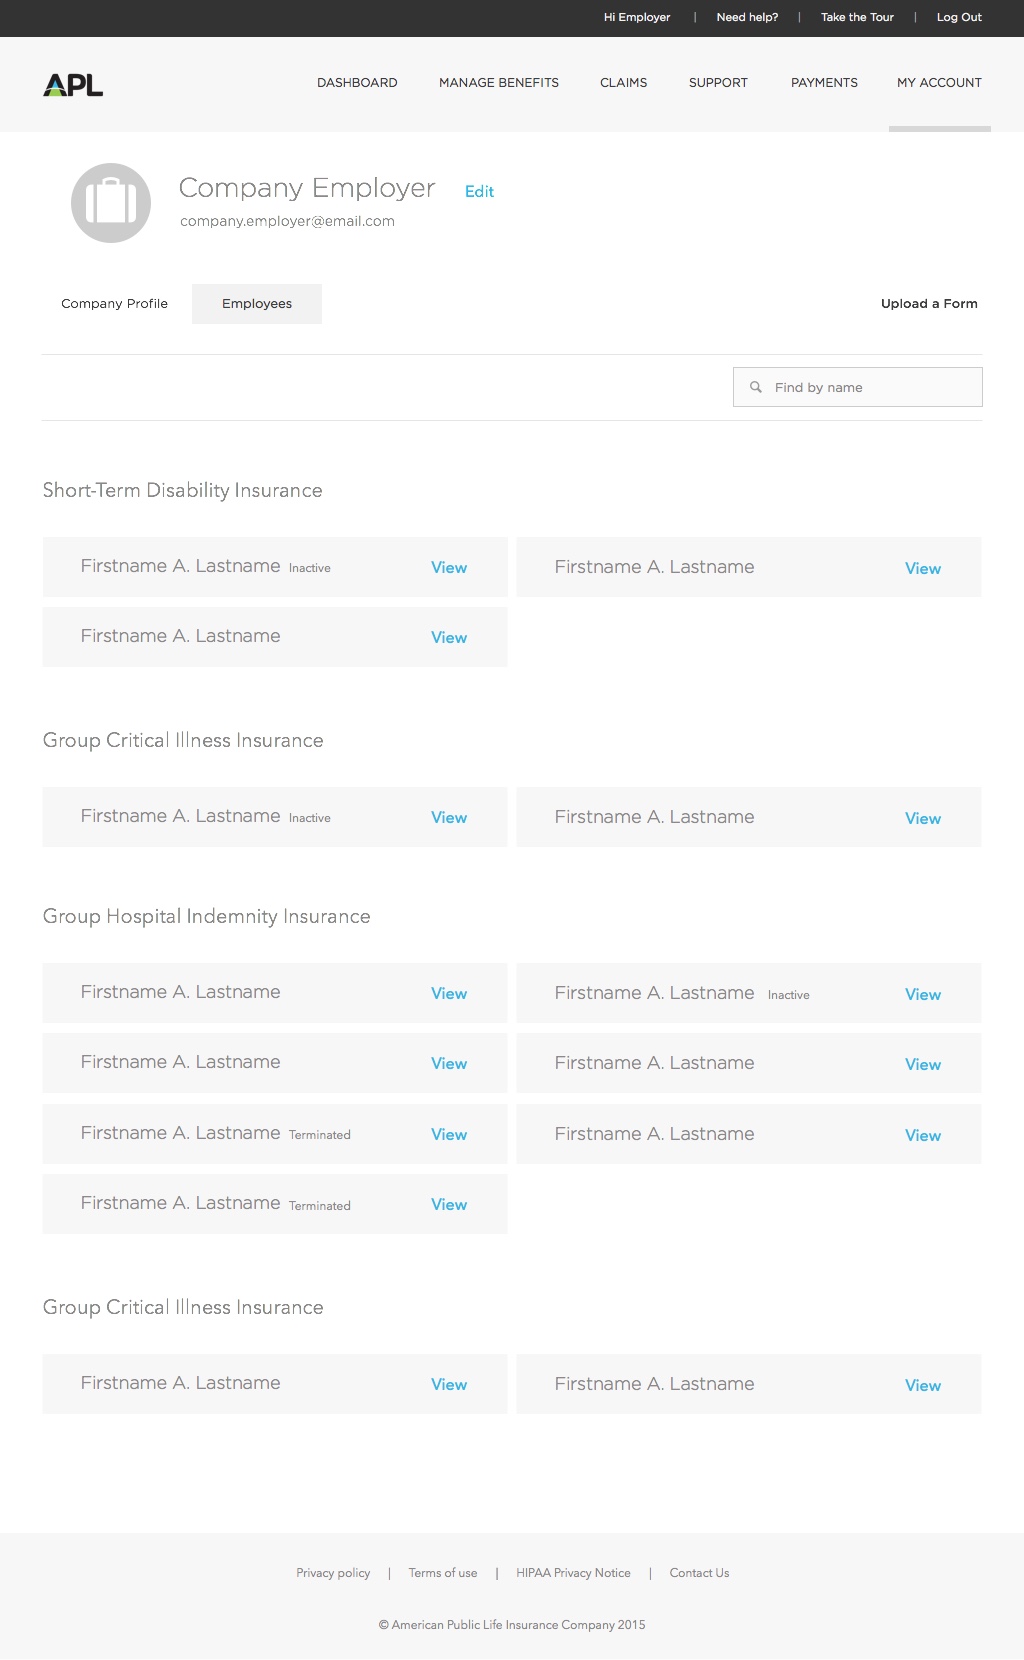 Hi Employer | Need help? | Take the Tour | Log Out
APL DASHBOARD MANAGE BENEFITS CLAIMS SUPPORT PAYMENTS MY ACCOUNT
Company Employer Edit
company.employer@email.com
Company Profile Employees Upload a Form
Find by name
Short-Term Disability Insurance
Firstname A. Lastname Inactive View Firstname A. Lastname View
Firstname A. Lastname View
Group Critical Illness Insurance
Firstname A. Lastname Inactive View Firstname A. Lastname View
Group Hospital Indemnity Insurance
Firstname A. Lastname View Firstname A. Lastname Inactive View
Firstname A. Lastname View Firstname A. Lastname View
Firstname A. Lastname Terminated View Firstname A. Lastname View
Firstname A. Lastname Terminated View
Group Critical Illness Insurance
Firstname A. Lastname View Firstname A. Lastname View
Privacy policy | Terms of use | HIPAA Privacy Notice | Contact Us
© American Public Life Insurance Company 2015